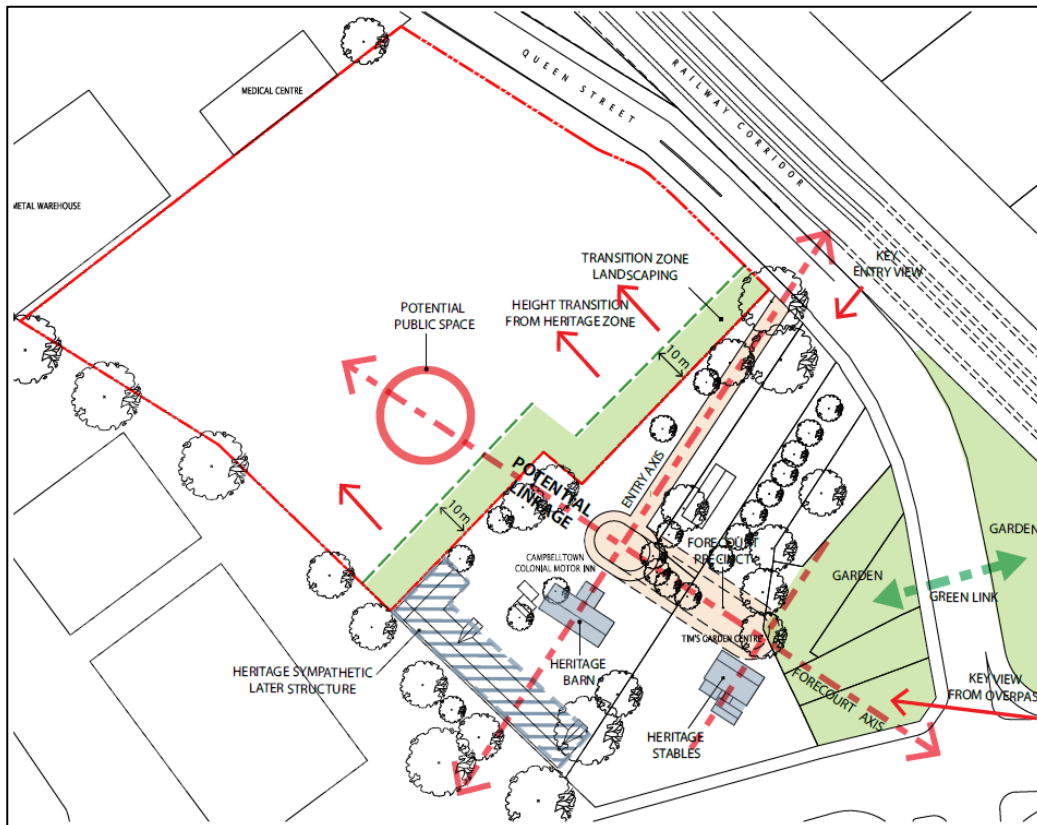 QUEEN STREET
RAILWAY CORRIDOR
MEDICAL CENTRE
METAL WAREHOUSE
KEY
ENTRY VIEW
TRANSITION ZONE
LANDSCAPING
HEIGHT TRANSITION
FROM HERITAGE ZONE
POTENTIAL
PUBLIC SPACE
10 m
ENTRY AXIS
POTENTIAL
LINKAGE
10 m
FORECOURT
PRECINCT
CAMPBELLTOWN
COLONIAL MOTOR INN
GARDEN
GARDEN
GREEN LINK
TIM'S GARDEN CENTRE
HERITAGE SYMPATHETIC
LATER STRUCTURE
HERITAGE
BARN
FORECOURT AXIS
KEY VIEW
FROM OVERPAS
HERITAGE
STABLES